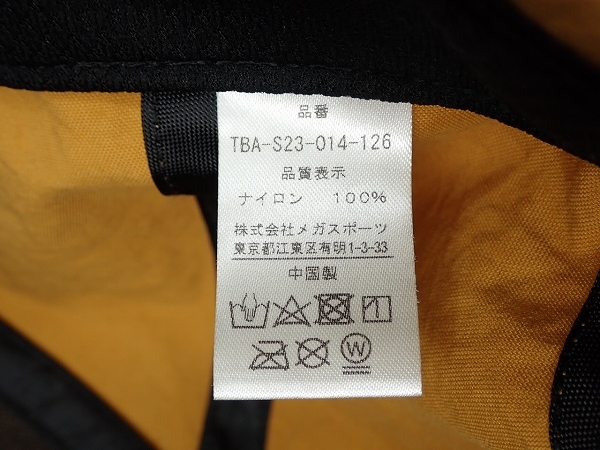 品番
TBA-S23-014-126
品質表示
ナイロン 100%
株式会社メガスポーツ
東京都江東区有明1-3-33
中国製
W